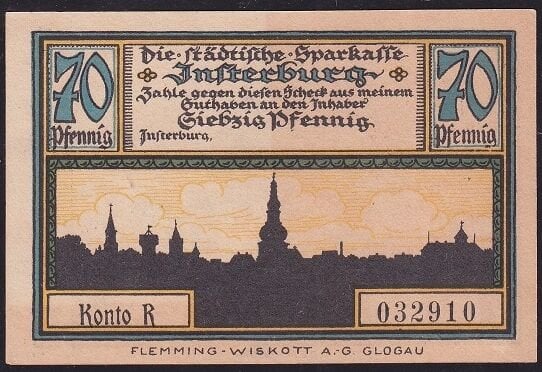 Die städtische Sparkasse
Insterburg
Zahle gegen diesen Scheck aus meinem
Guthaben an den Inhaber
Siebzig Pfennig
Insterburg,
70
Pfennig
70
Pfennig
Konto R
032910
FLEMMING-WISKOTT A.-G. GLOGAU